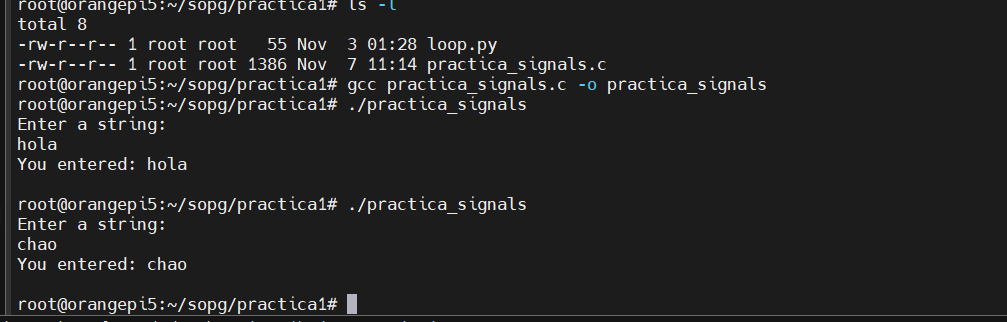 root@orangepi5:~/sopg/practica1# ls -l
total 8
-rw-r--r-- 1 root root   55 Nov  3 01:28 loop.py
-rw-r--r-- 1 root root 1386 Nov  7 11:14 practica_signals.c
root@orangepi5:~/sopg/practica1# gcc practica_signals.c -o practica_signals
root@orangepi5:~/sopg/practica1# ./practica_signals
Enter a string:
hola
You entered: hola
root@orangepi5:~/sopg/practica1# ./practica_signals
Enter a string:
chao
You entered: chao
root@orangepi5:~/sopg/practica1#